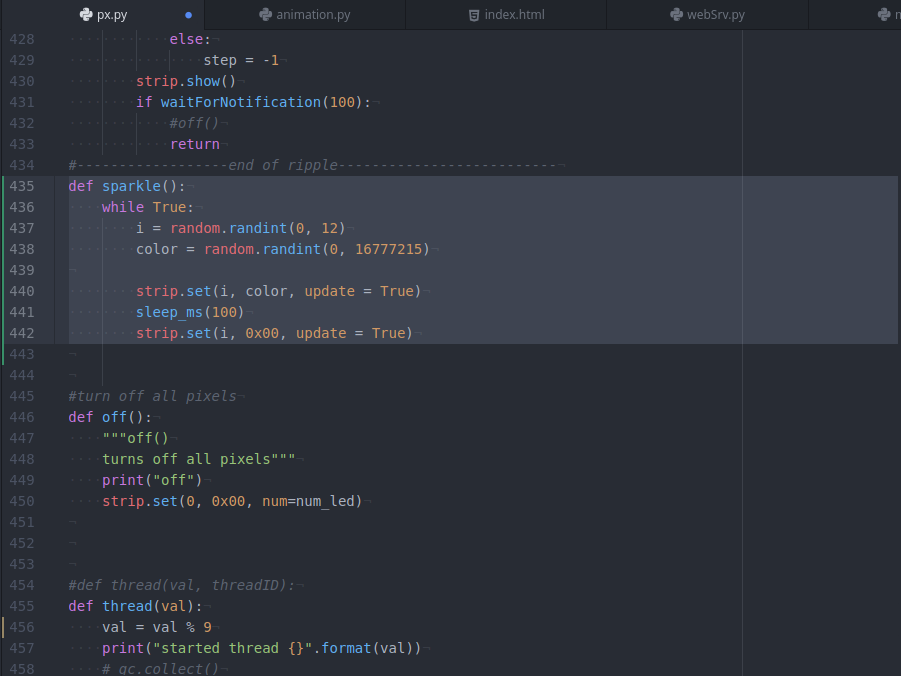 px.py
animation.py
index.html
webSrv.py
428 else:
429 step = -1
430 strip.show()
431 if waitForNotification(100):
432 #off()
433 return
434 #------------------end of ripple--------------------------
435 def sparkle():
436 while True:
437 i = random.randint(0, 12)
438 color = random.randint(0, 16777215)
439
440 strip.set(i, color, update = True)
441 sleep_ms(100)
442 strip.set(i, 0x00, update = True)
443
444
445 #turn off all pixels
446 def off():
447 """off()
448 turns off all pixels"""
449 print("off")
450 strip.set(0, 0x00, num=num_led)
451
452
453
454 #def thread(val, threadID):
455 def thread(val):
456 val = val % 9
457 print("started thread {}".format(val))
458 # gc.collect()